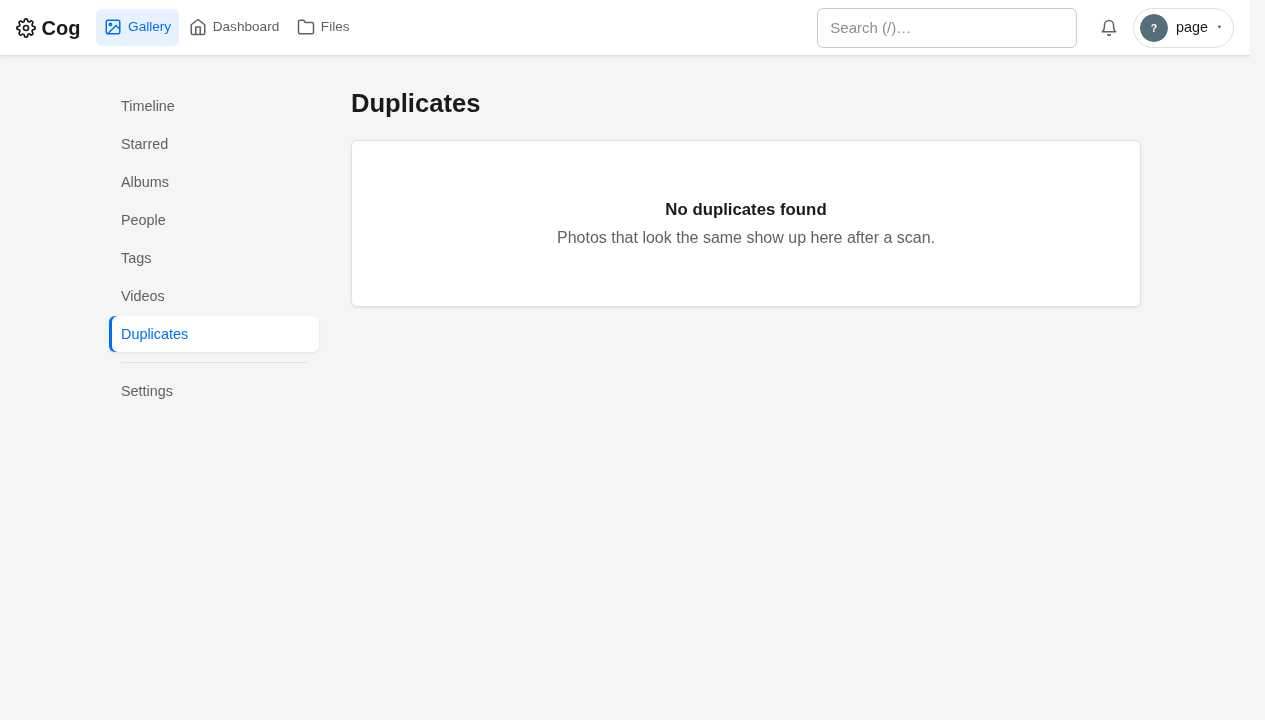 Cog
Gallery
Dashboard
Files
Search (/)…
?
page
Timeline
Starred
Albums
People
Tags
Videos
Duplicates
Settings
Duplicates
No duplicates found
Photos that look the same show up here after a scan.